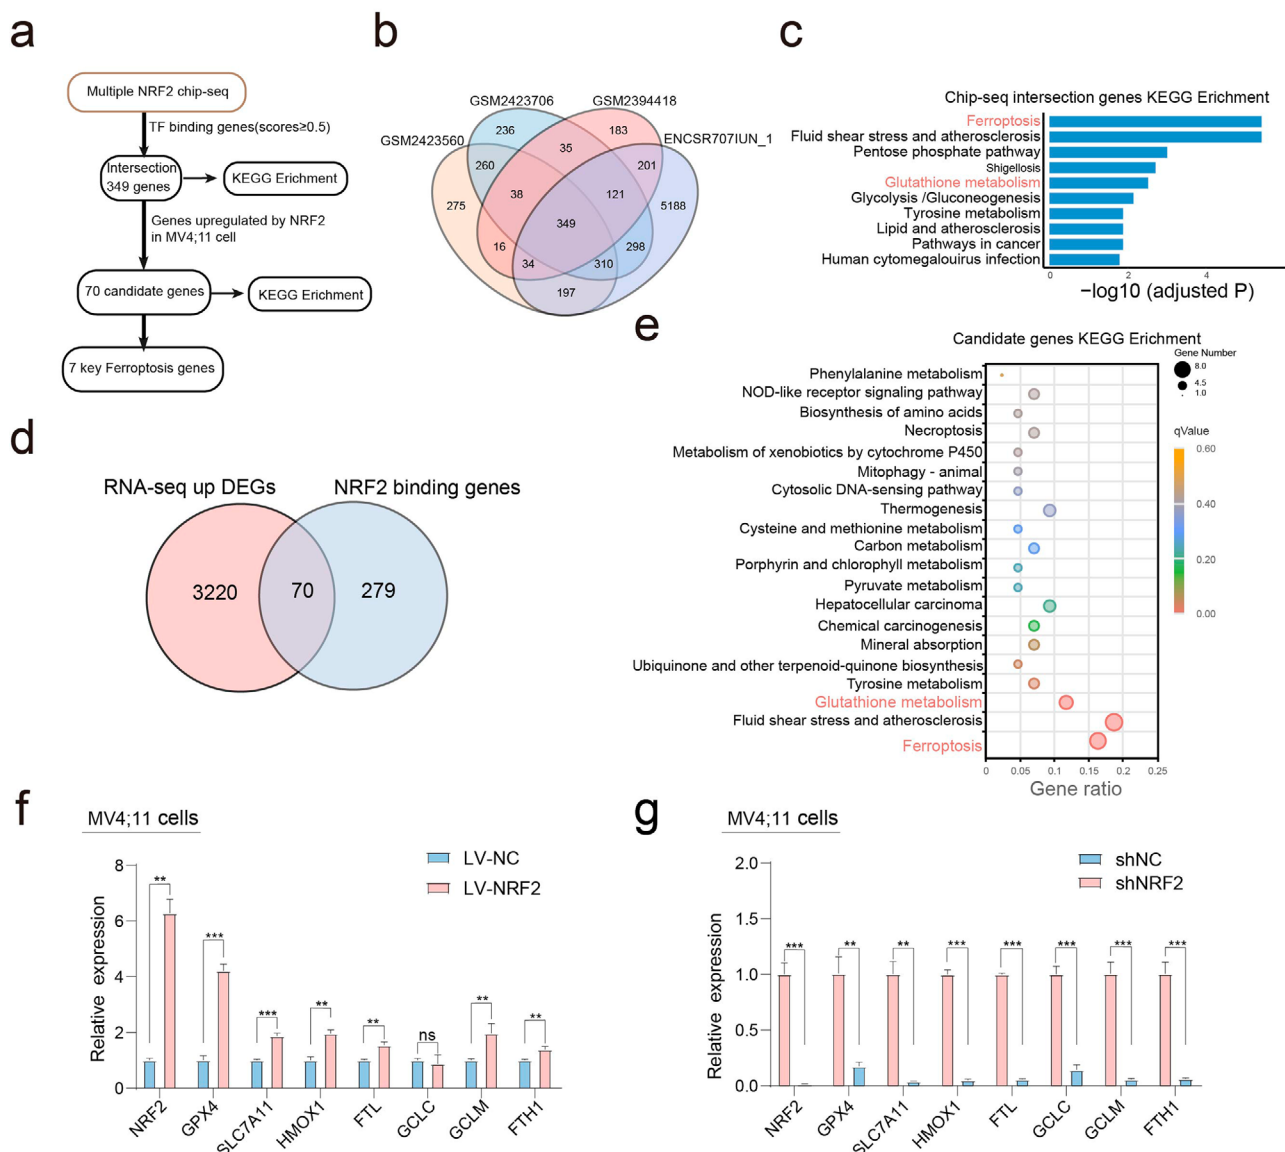 a
Multiple NRF2 chip-seq
TF binding genes(scores≥0.5)
Intersection
349 genes
KEGG Enrichment
Genes upregulated by NRF2
in MV4;11 cell
70 candidate genes
KEGG Enrichment
7 key Ferroptosis genes
b
GSM2423706
GSM2394418
GSM2423560
ENCSR707IUN_1
236
183
35
260
201
38
121
275
5188
349
16
298
34
310
197
c
Chip-seq intersection genes KEGG Erichment
Ferroptosis
Fluid shear stress and atherosclerosis
Pentose phosphate pathway
Shigellosis
Glutathione metabolism
Glycolysis /Gluconeogenesis
Tyrosine metabolism
Lipid and atherosclerosis
Pathways in cancer
Human cytomegalouirus infection
0 2 4
−log10 (adjusted P)
d
RNA-seq up DEGs
NRF2 binding genes
3220
70
279
e
Candidate genes KEGG Enrichment
Gene Number
8.0
4.5
1.0
qValue
0.60
0.40
0.20
0.00
Phenylalanine metabolism
NOD-like receptor signaling pathway
Biosynthesis of amino acids
Necroptosis
Metabolism of xenobiotics by cytochrome P450
Mitophagy - animal
Cytosolic DNA-sensing pathway
Thermogenesis
Cysteine and methionine metabolism
Carbon metabolism
Porphyrin and chlorophyll metabolism
Pyruvate metabolism
Hepatocellular carcinoma
Chemical carcinogenesis
Mineral absorption
Ubiquinone and other terpenoid-quinone biosynthesis
Tyrosine metabolism
Glutathione metabolism
Fluid shear stress and atherosclerosis
Ferroptosis
0 0.05 0.1 0.15 0.2 0.25
Gene ratio
f
MV4;11 cells
LV-NC
LV-NRF2
Relative expression
8
6
4
2
0
** *** *** ** ** ns ** **
NRF2 GPX4 SLC7A11 HMOX1 FTL GCLC GCLM FTH1
g
MV4;11 cells
shNC
shNRF2
Relative expression
2.0
1.5
1.0
0.5
0.0
*** ** ** *** *** *** *** ***
NRF2 GPX4 SLC7A11 HMOX1 FTL GCLC GCLM FTH1